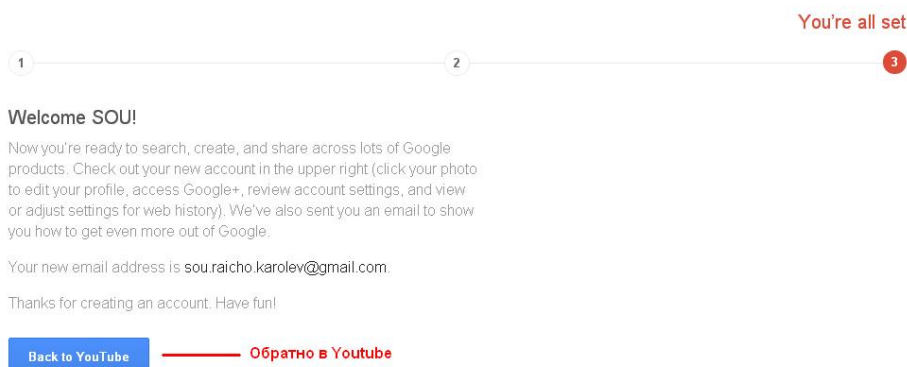 You're all set
1 2 3
Welcome SOU!
Now you're ready to search, create, and share across lots of Google
products. Check out your new account in the upper right (click your photo
to edit your profile, access Google+, review account settings, and view
or adjust settings for web history). We've also sent you an email to show
you how to get even more out of Google.
Your new email address is sou.raicho.karolev@gmail.com.
Thanks for creating an account. Have fun!
Back to YouTube Обратно в Youtube